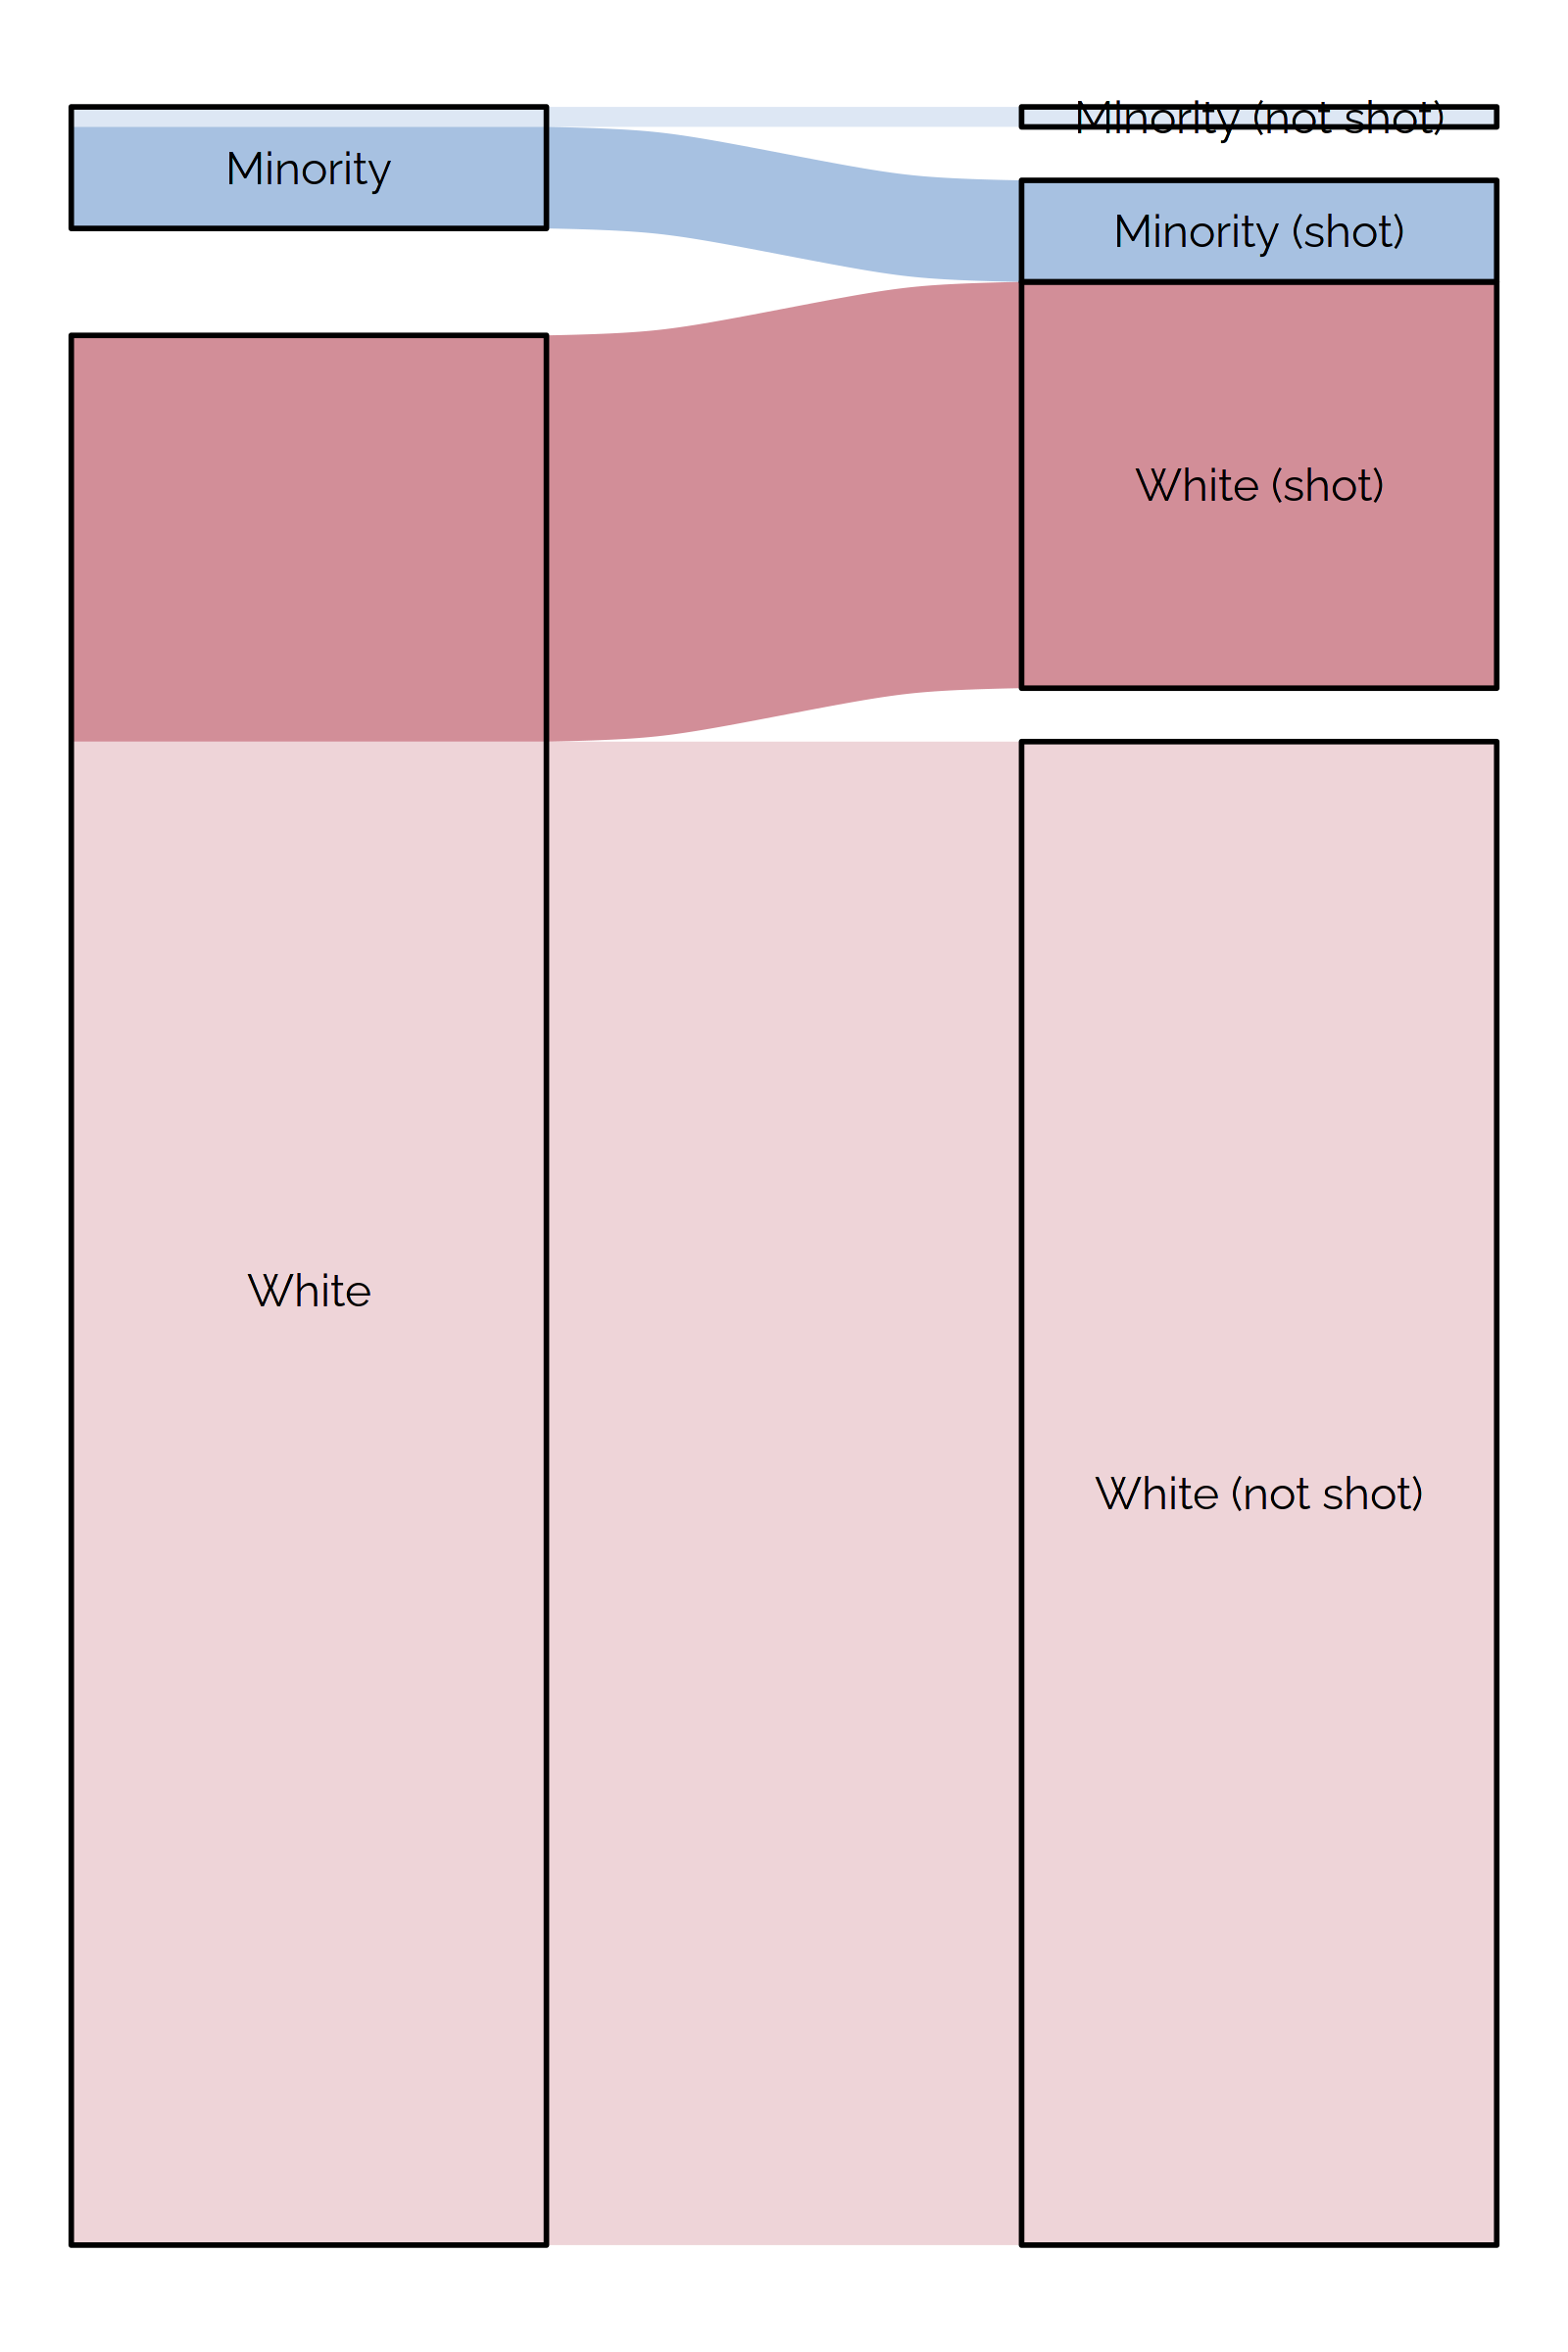 Minority (not shot)
Minority
Minority (shot)
White (shot)
White
White (not shot)